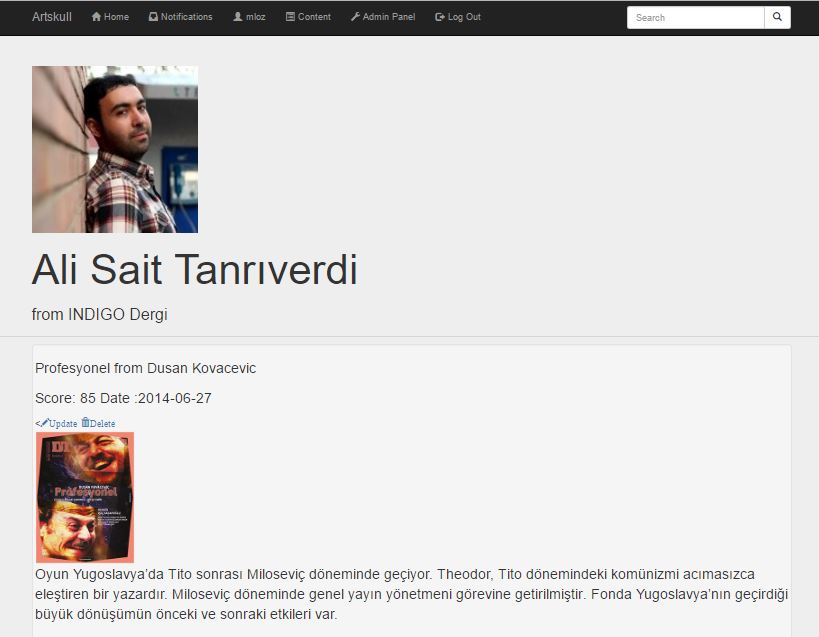 Artskull Home Notifications mloz Content Admin Panel Log Out Search
Ali Sait Tanrıverdi
from INDIGO Dergi
Profesyonel from Dusan Kovacevic
Score: 85 Date :2014-06-27
<Update Delete
DUSAN KOVACEVIC
Profesyonel
Oyun Yugoslavya’da Tito sonrası Miloseviç döneminde geçiyor. Theodor, Tito dönemindeki komünizmi acımasızca
eleştiren bir yazardır. Miloseviç döneminde genel yayın yönetmeni görevine getirilmiştir. Fonda Yugoslavya’nın geçirdiği
büyük dönüşümün önceki ve sonraki etkileri var.